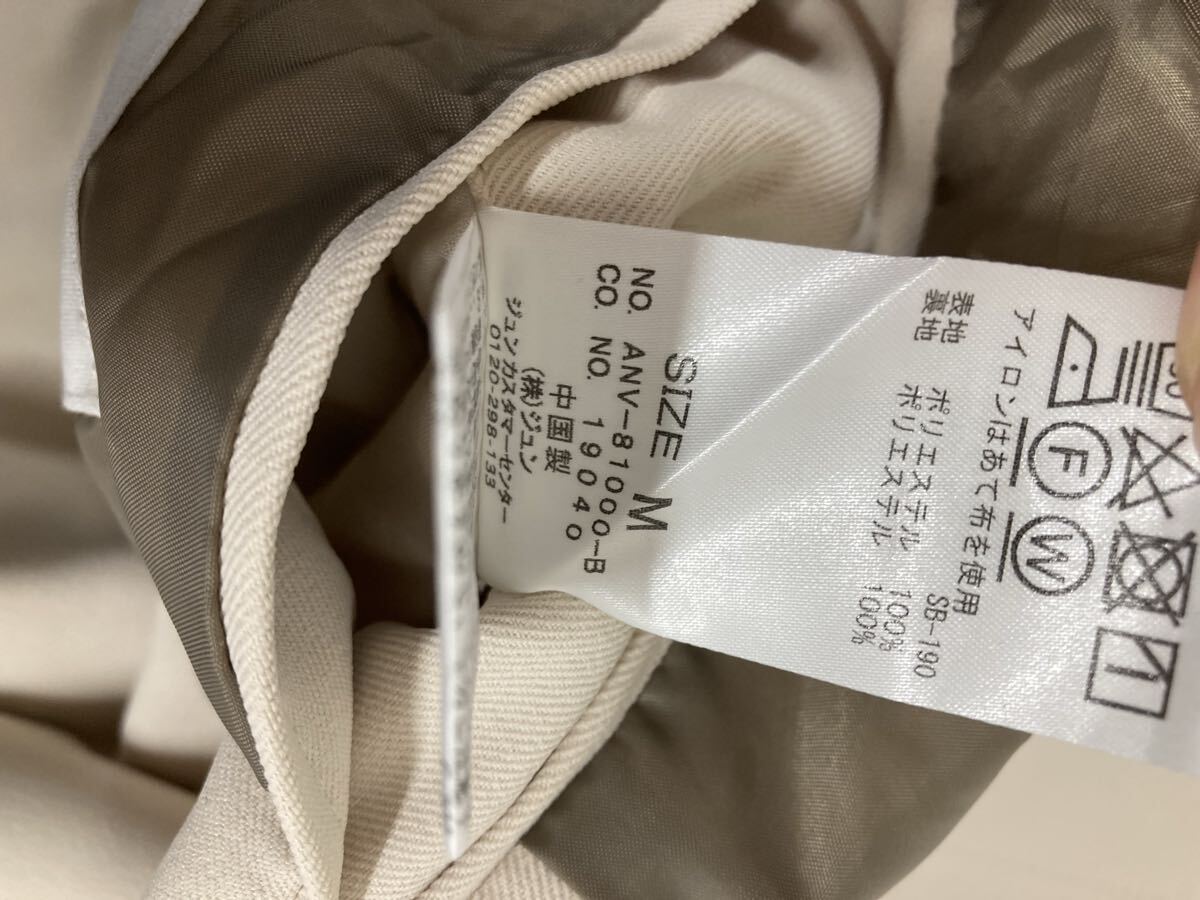 F W
アイロンはあて布を使用
SB-190
表地 ポリエステル 100%
裏地 ポリエステル 100%
SIZE M
NO. ANV-81000-B
CO. NO. 19040
中国製
(株)ジュン
ジュン カスタマーセンター
0120-298-133